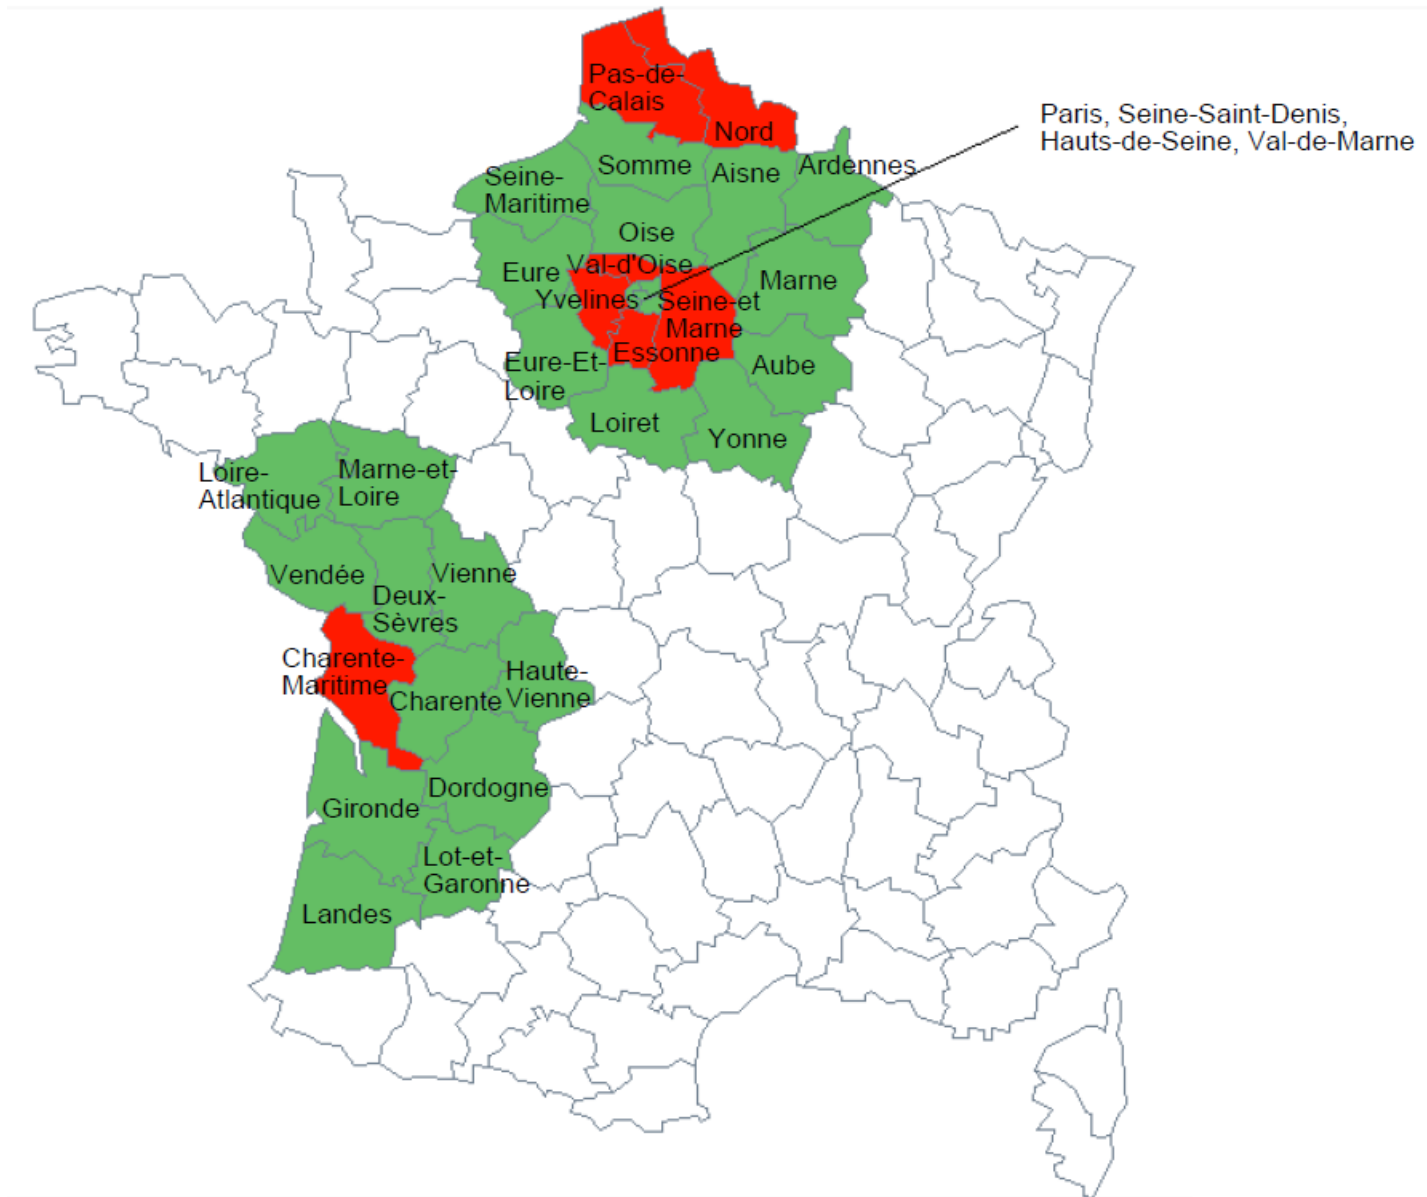 Pas-de-
Calais
Nord
Paris, Seine-Saint-Denis,
Hauts-de-Seine, Val-de-Marne
Somme
Aisne
Ardennes
Seine-
Maritime
Oise
Val-d'Oise
Eure
Marne
Yvelines
Seine-et
Marne
Essonne
Eure-Et-
Loire
Aube
Loiret
Yonne
Loire-
Atlantique
Marne-et-
Loire
Vendée
Vienne
Deux-
Sèvres
Charente-
Maritime
Haute-
Vienne
Charente
Dordogne
Gironde
Lot-et-
Garonne
Landes